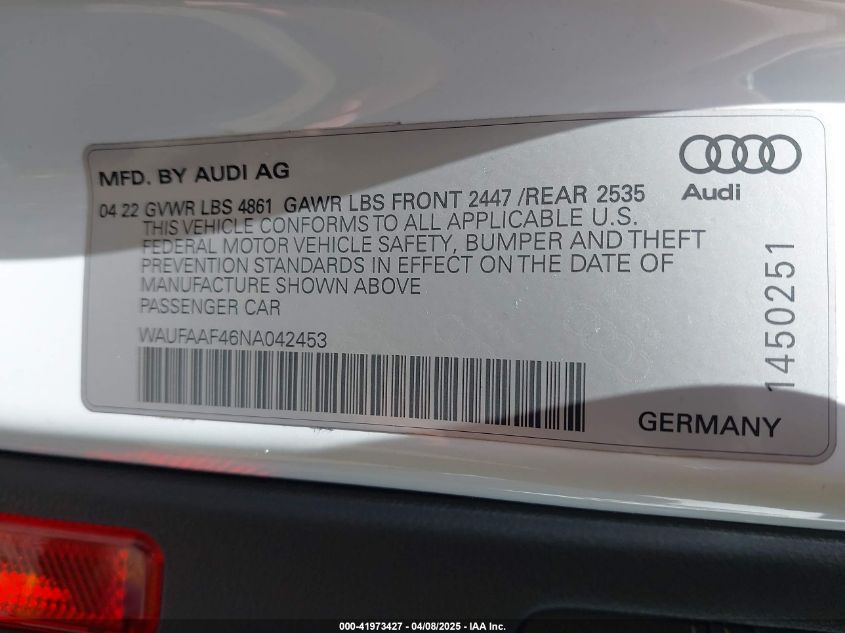 MFD. BY AUDI AG
Audi
04 22 GVWR LBS 4861 GAWR LBS FRONT 2447 /REAR 2535
THIS VEHICLE CONFORMS TO ALL APPLICABLE U.S.
FEDERAL MOTOR VEHICLE SAFETY, BUMPER AND THEFT
PREVENTION STANDARDS IN EFFECT ON THE DATE OF
MANUFACTURE SHOWN ABOVE
PASSENGER CAR
WAUFAAF46NA042453
1450251
GERMANY
000-41973427 - 04/08/2025 - IAA Inc.